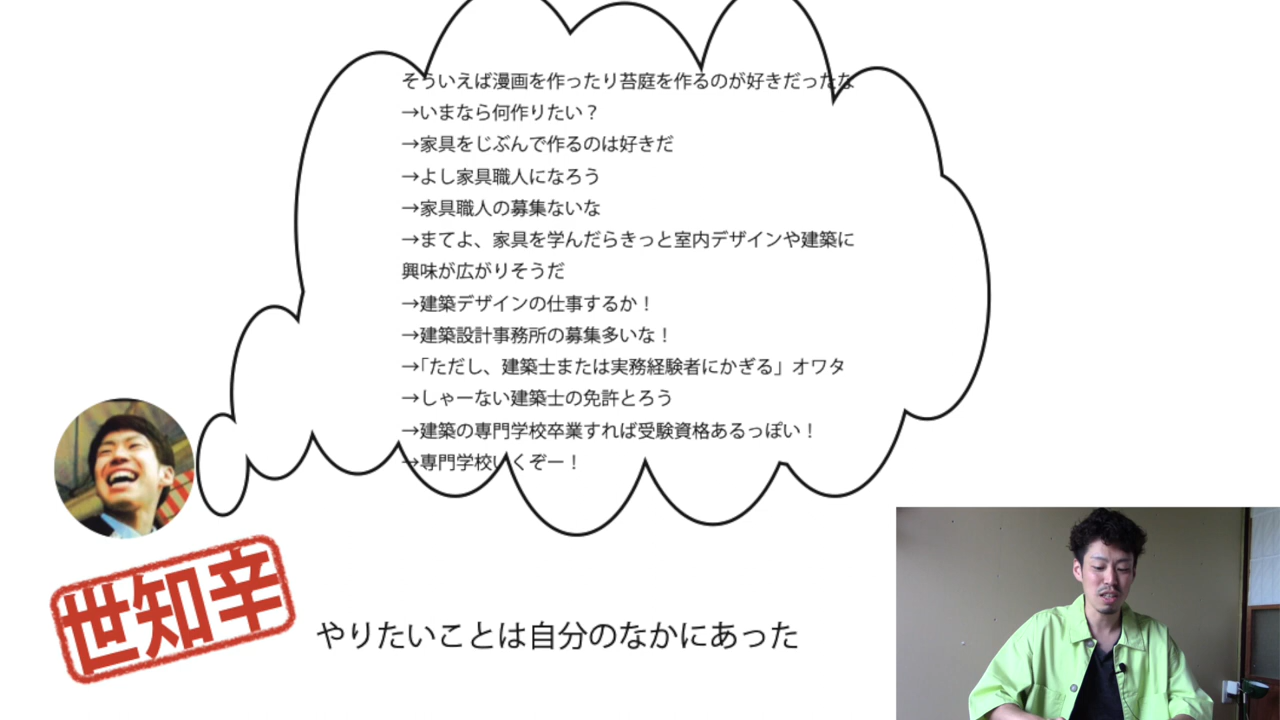 そういえば漫画を作ったり苔庭を作るのが好きだったな
→いまなら何作りたい？
→家具をじぶんで作るのは好きだ
→よし家具職人になろう
→家具職人の募集ないな
→まてよ、家具を学んだらきっと室内デザインや建築に
興味が広がりそうだ
→建築デザインの仕事するか！
→建築設計事務所の募集多いな！
→「ただし、建築士または実務経験者にかぎる」オワタ
→しゃーない建築士の免許とろう
→建築の専門学校卒業すれば受験資格あるっぽい！
→専門学校いくぞー！
世知辛
やりたいことは自分のなかにあった